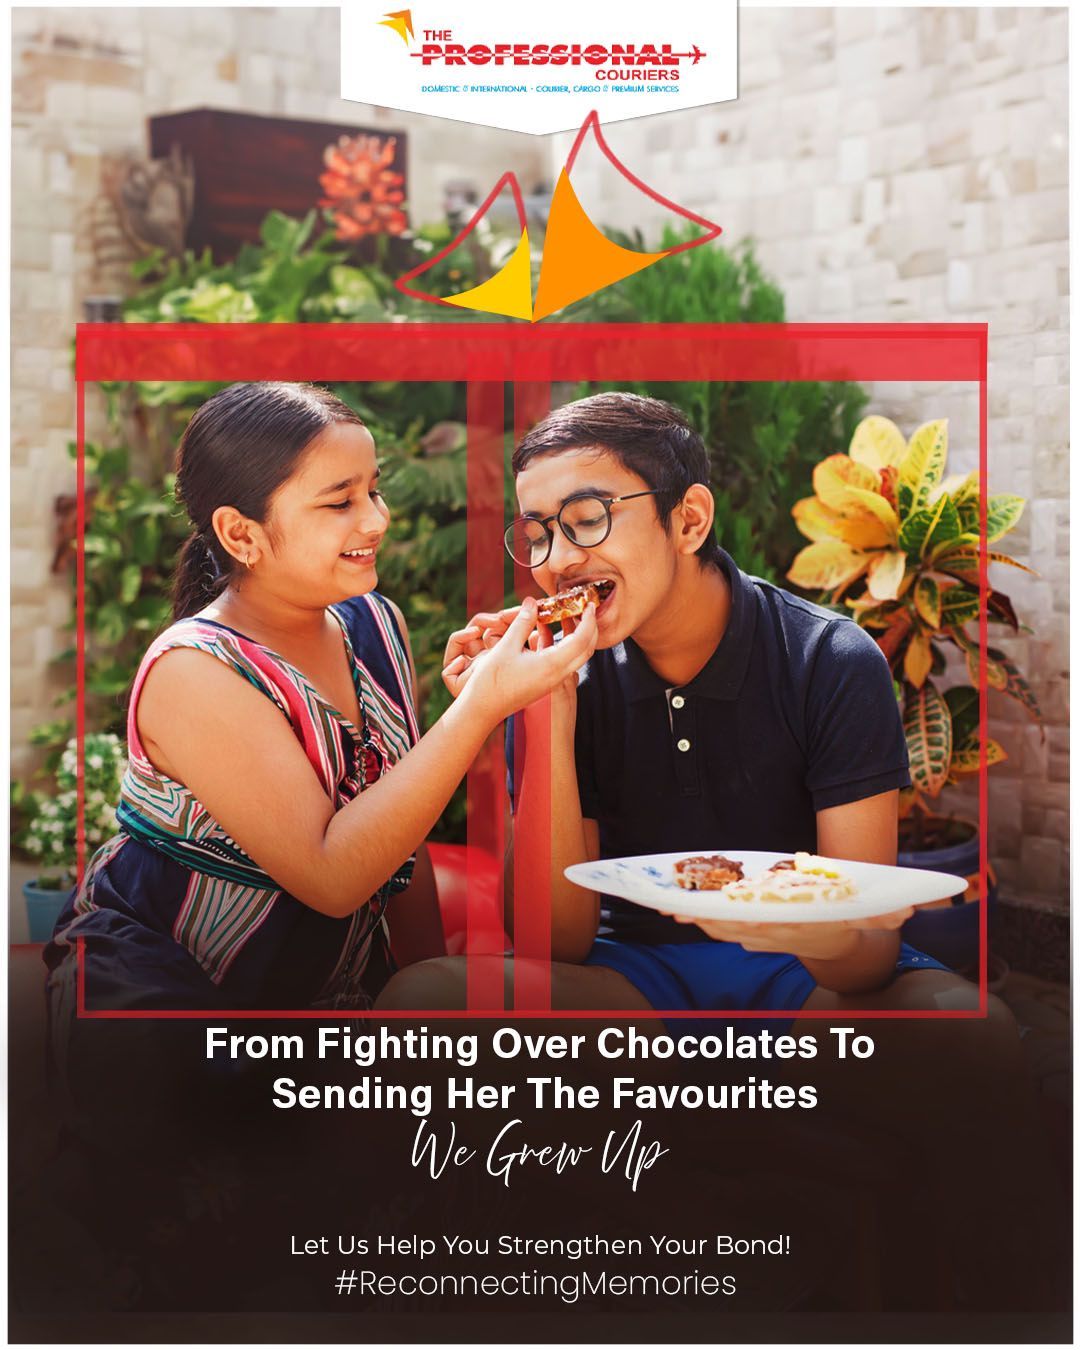 THE
PROFESSIONAL
COURIERS
DOMESTIC & INTERNATIONAL - COURIER, CARGO & PREMIUM SERVICES
From Fighting Over Chocolates To
Sending Her The Favourites
We Grew Up
Let Us Help You Strengthen Your Bond!
#ReconnectingMemories